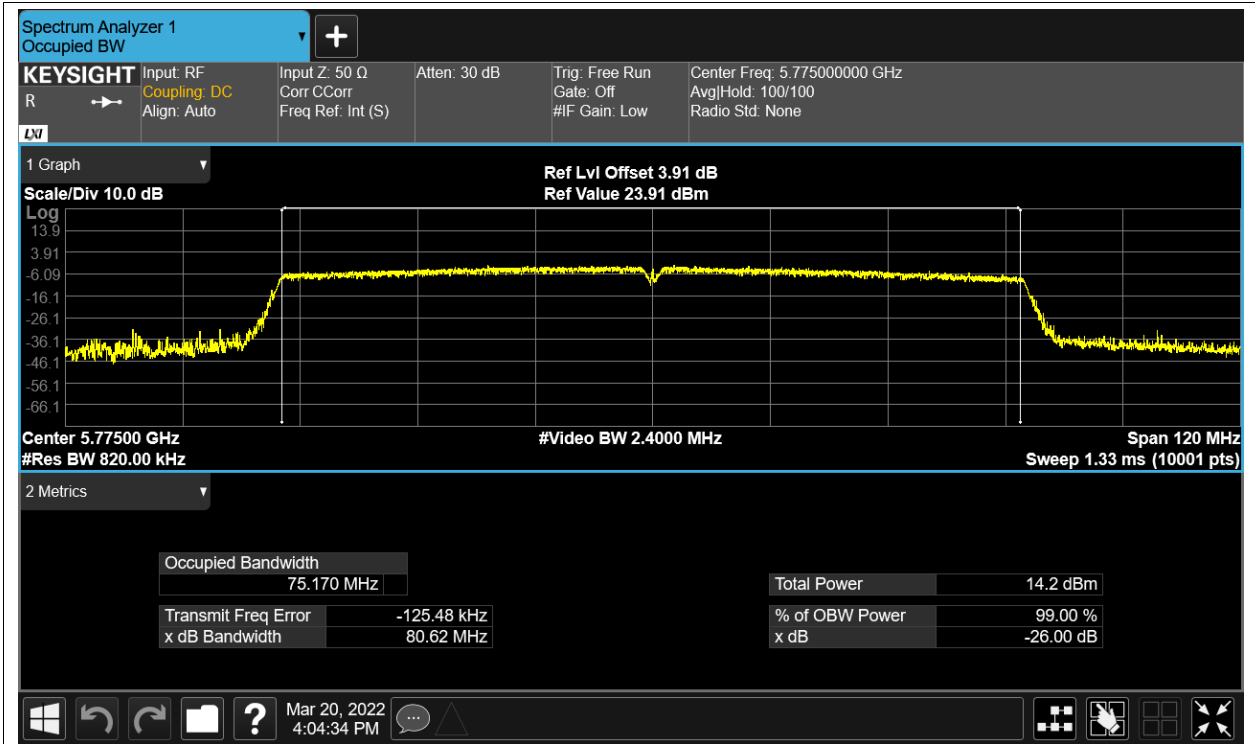 Spectrum Analyzer 1
Occupied BW
KEYSIGHT
R
LXI
Input: RF
Coupling: DC
Align: Auto
Input Z: 50 Ω
Corr CCorr
Freq Ref: Int (S)
Atten: 30 dB
Trig: Free Run
Gate: Off
#IF Gain: Low
Center Freq: 5.775000000 GHz
Avg|Hold: 100/100
Radio Std: None
1 Graph
Scale/Div 10.0 dB
Ref Lvl Offset 3.91 dB
Ref Value 23.91 dBm
Log
13.9
3.91
-6.09
-16.1
-26.1
-36.1
-46.1
-56.1
-66.1
Center 5.77500 GHz
#Res BW 820.00 kHz
#Video BW 2.4000 MHz
Span 120 MHz
Sweep 1.33 ms (10001 pts)
2 Metrics
Occupied Bandwidth
75.170 MHz
Transmit Freq Error -125.48 kHz
x dB Bandwidth 80.62 MHz
Total Power 14.2 dBm
% of OBW Power 99.00 %
x dB -26.00 dB
?
Mar 20, 2022
4:04:34 PM